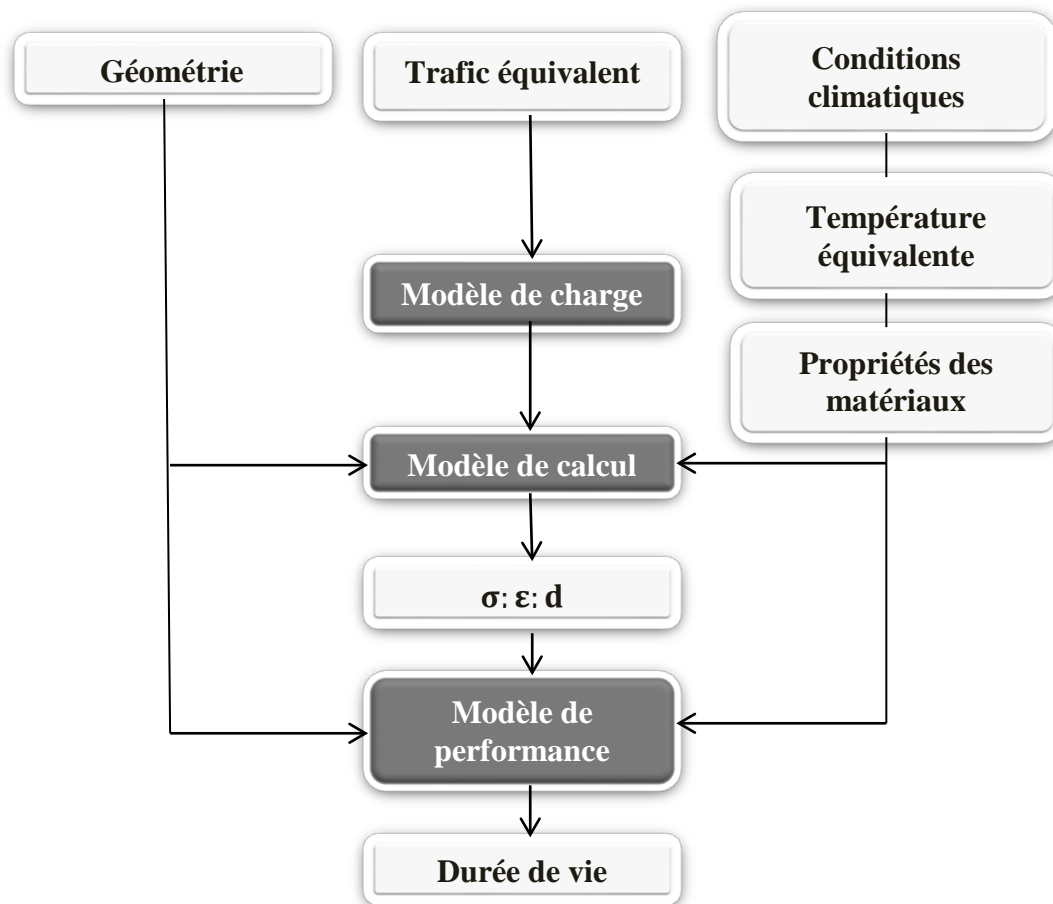 Géométrie
Trafic équivalent
Conditions
climatiques
Température
équivalente
Modèle de charge
Propriétés des
matériaux
Modèle de calcul
σ; ε; d
Modèle de
performance
Durée de vie